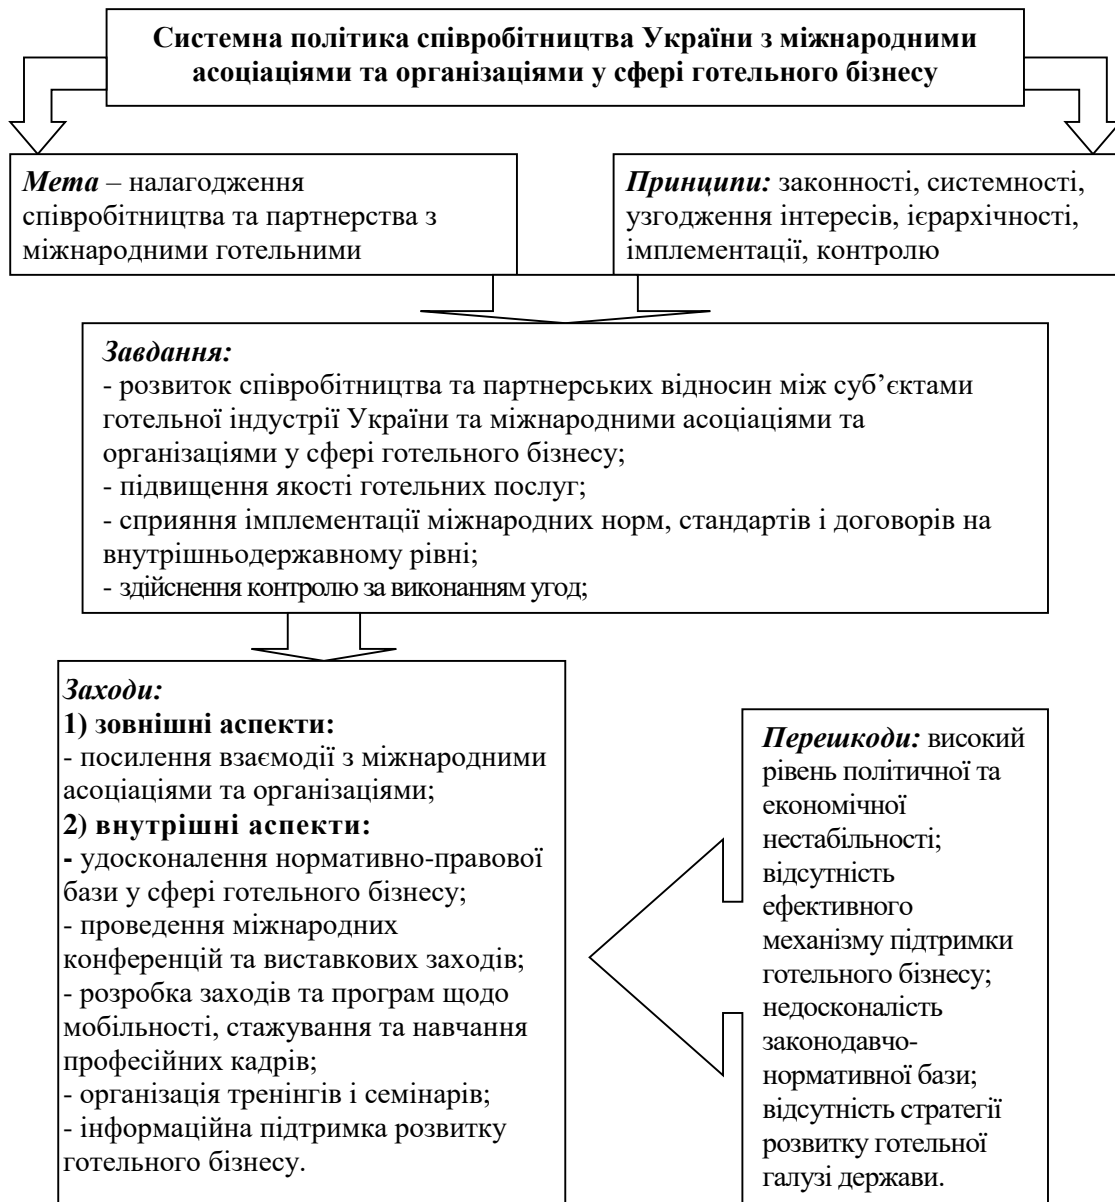 Системна політика співробітництва України з міжнародними
асоціаціями та організаціями у сфері готельного бізнесу
Мета – налагодження
співробітництва та партнерства з
міжнародними готельними
Принципи: законності, системності,
узгодження інтересів, ієрархічності,
імплементації, контролю
Завдання:
- розвиток співробітництва та партнерських відносин між суб’єктами
готельної індустрії України та міжнародними асоціаціями та
організаціями у сфері готельного бізнесу;
- підвищення якості готельних послуг;
- сприяння імплементації міжнародних норм, стандартів і договорів на
внутрішньодержавному рівні;
- здійснення контролю за виконанням угод;
Заходи:
1) зовнішні аспекти:
- посилення взаємодії з міжнародними
асоціаціями та організаціями;
2) внутрішні аспекти:
- удосконалення нормативно-правової
бази у сфері готельного бізнесу;
- проведення міжнародних
конференцій та виставкових заходів;
- розробка заходів та програм щодо
мобільності, стажування та навчання
професійних кадрів;
- організація тренінгів і семінарів;
- інформаційна підтримка розвитку
готельного бізнесу.
Перешкоди: високий
рівень політичної та
економічної
нестабільності;
відсутність
ефективного
механізму підтримки
готельного бізнесу;
недосконалість
законодавчо-
нормативної бази;
відсутність стратегії
розвитку готельної
галузі держави.